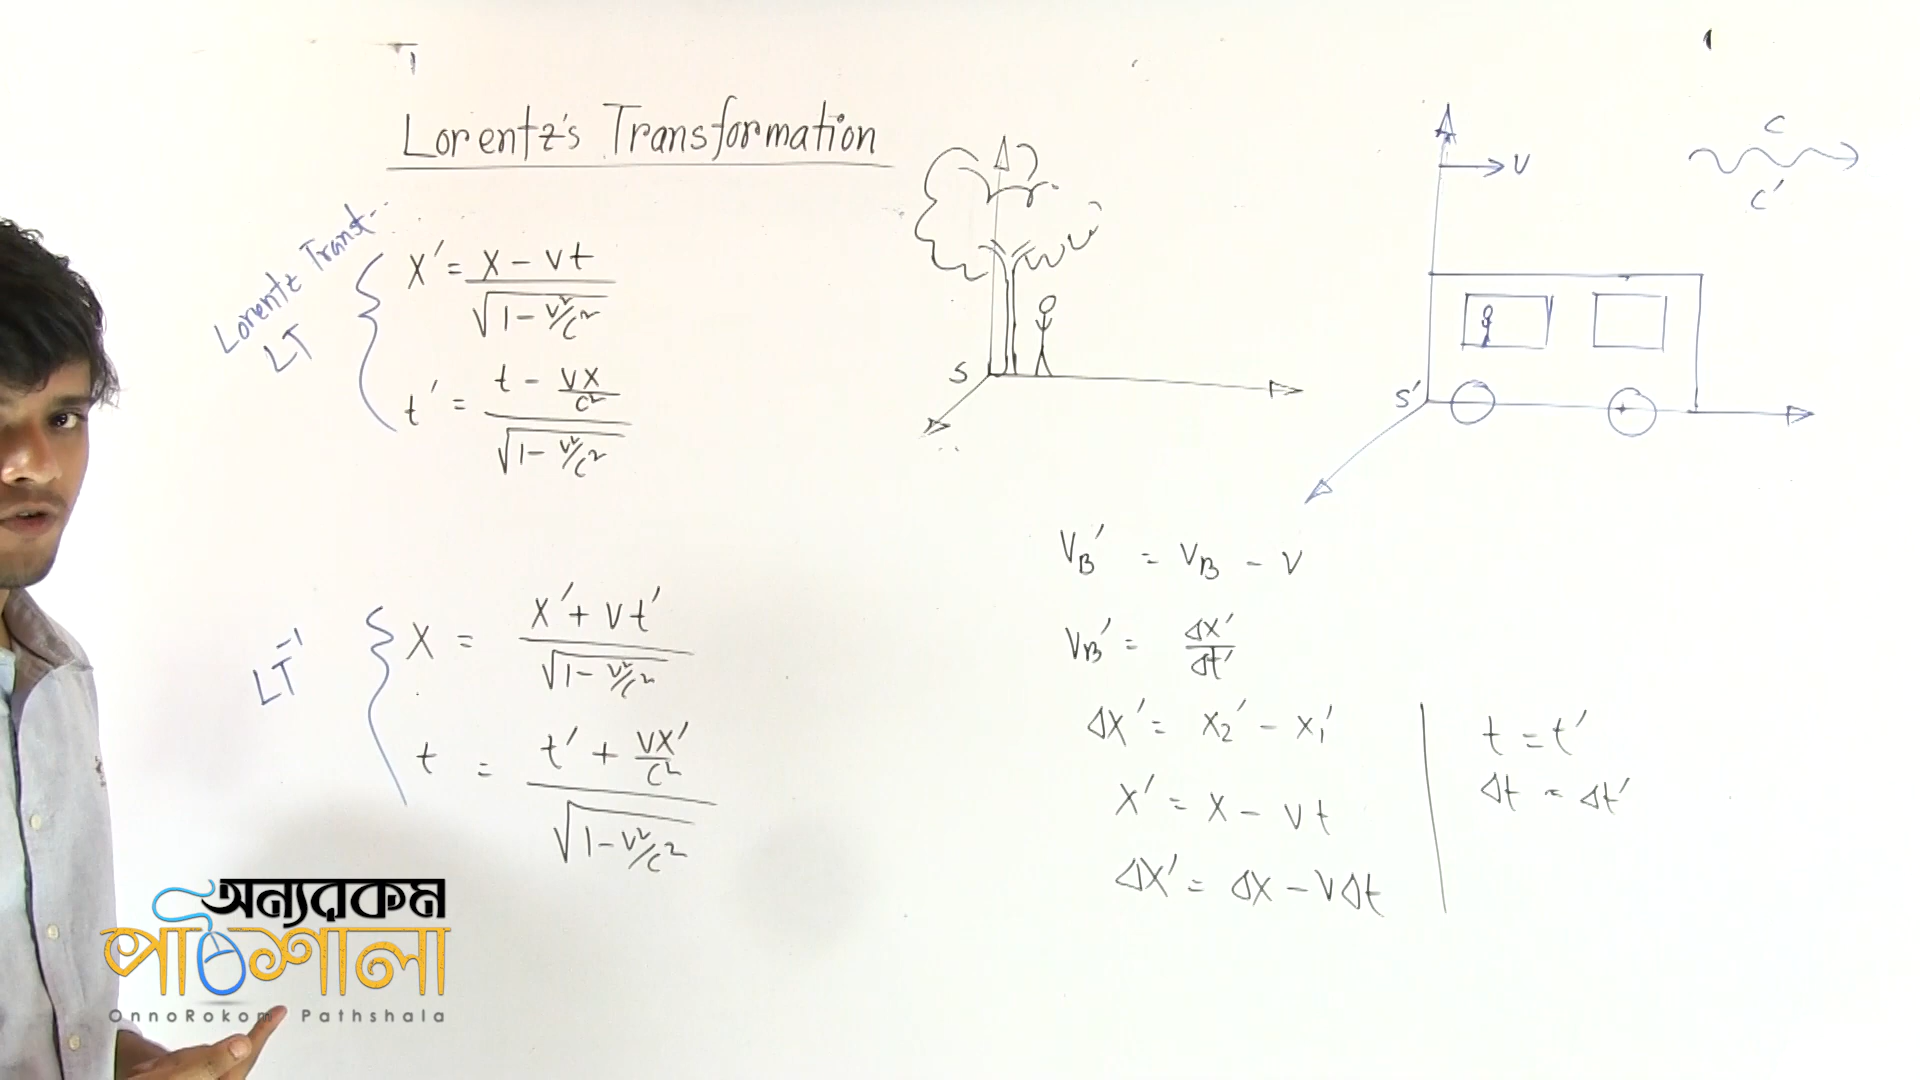 Lorentz's Transformation
Lorentz Transf...
LT
x' = (x - vt) / √(1 - v²/c²)
t' = (t - vx/c²) / √(1 - v²/c²)
LT⁻¹
x = (x' + vt') / √(1 - v²/c²)
t = (t' + vx'/c²) / √(1 - v²/c²)
S
S'
v
c
c'
V_B' = V_B - V
V_B' = Δx'/Δt'
Δx' = x₂' - x₁'
x' = x - vt
Δx' = Δx - vΔt
t = t'
Δt = Δt'
অন্যরকম
পাঠশালা
OnnoRokom Pathshala